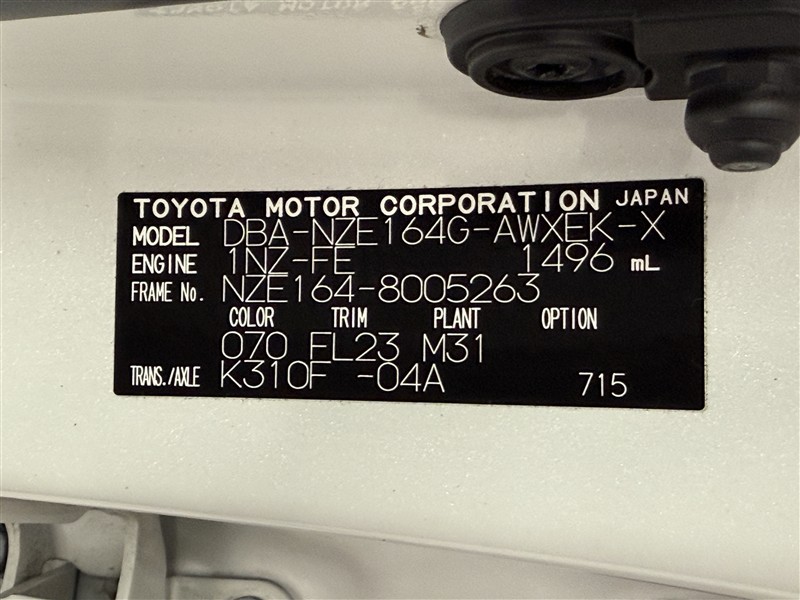 TOYOTA MOTOR CORPORATION JAPAN
MODEL DBA-NZE164G-AWXEK-X
ENGINE 1NZ-FE 1496 mL
FRAME No. NZE164-8005263
COLOR TRIM PLANT OPTION
070 FL23 M31
TRANS./AXLE K310F -04A 715